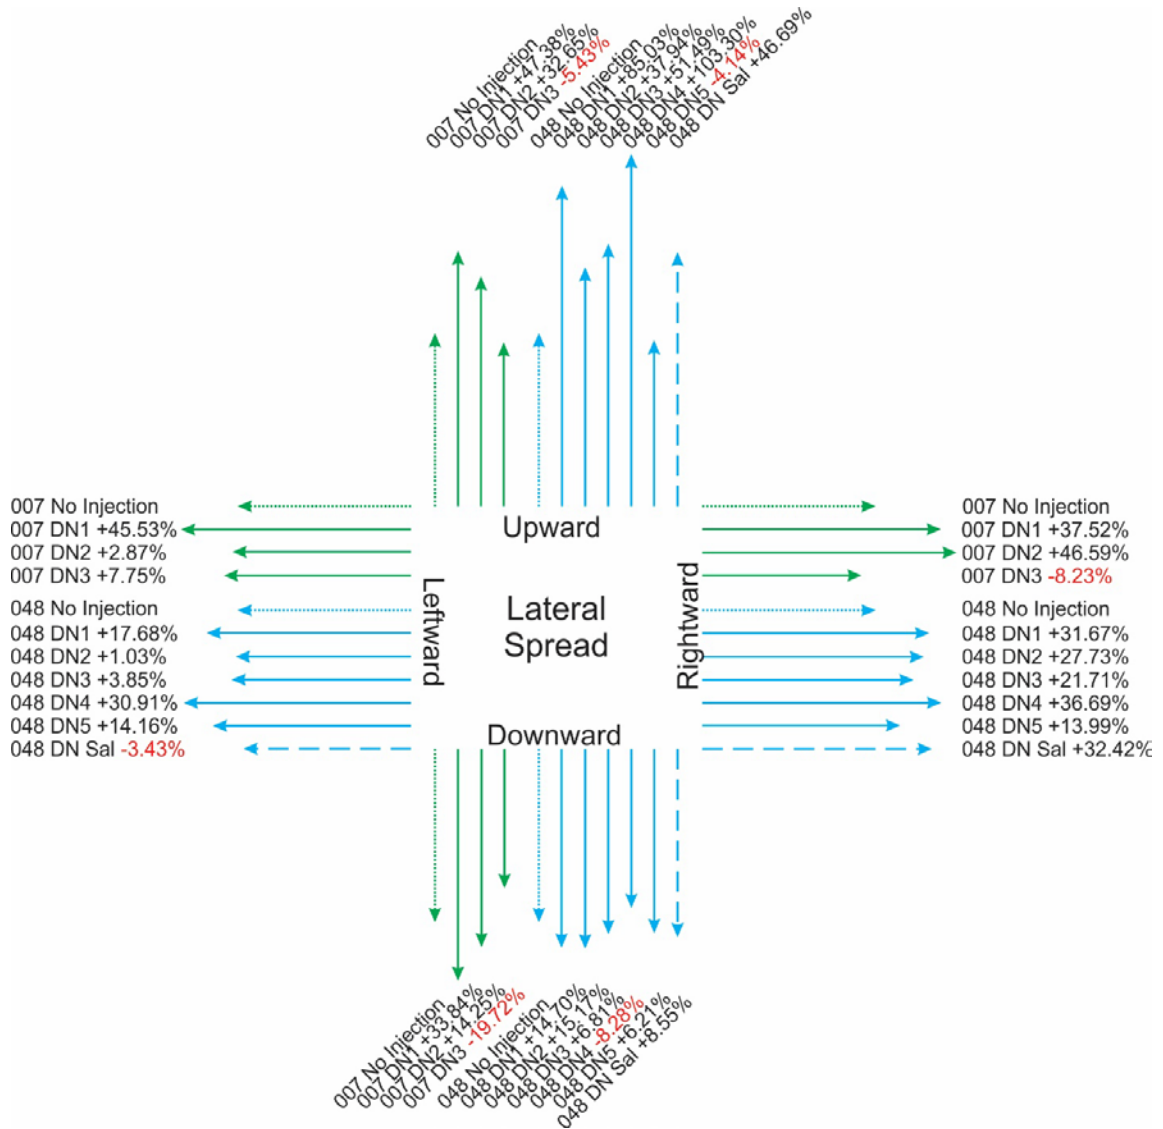 007 No Injection
007 DN1 +47.38%
007 DN2 +32.65%
007 DN3 -5.43%
048 No Injection
048 DN1 +85.03%
048 DN2 +37.94%
048 DN3 +51.49%
048 DN4 +103.30%
048 DN5 -4.14%
048 DN Sal +46.69%
007 No Injection
007 DN1 +45.53%
007 DN2 +2.87%
007 DN3 +7.75%
048 No Injection
048 DN1 +17.68%
048 DN2 +1.03%
048 DN3 +3.85%
048 DN4 +30.91%
048 DN5 +14.16%
048 DN Sal -3.43%
Upward
Leftward
Lateral
Spread
Rightward
Downward
007 No Injection
007 DN1 +37.52%
007 DN2 +46.59%
007 DN3 -8.23%
048 No Injection
048 DN1 +31.67%
048 DN2 +27.73%
048 DN3 +21.71%
048 DN4 +36.69%
048 DN5 +13.99%
048 DN Sal +32.42%
007 No Injection
007 DN1 +33.84%
007 DN2 +14.25%
007 DN3 -19.72%
048 No Injection
048 DN1 +14.70%
048 DN2 +15.17%
048 DN3 +6.81%
048 DN4 -8.28%
048 DN5 +6.21%
048 DN Sal +8.55%